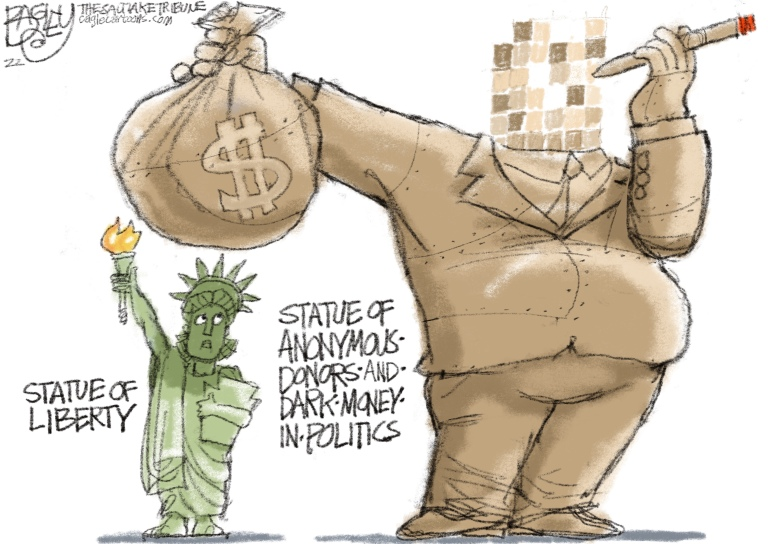 BAGLEY
THE SALT LAKE TRIBUNE
caglecartoons.com
22
$
STATUE OF
LIBERTY
STATUE OF
ANONYMOUS·
DONORS·AND·
DARK·MONEY·
IN·POLITICS